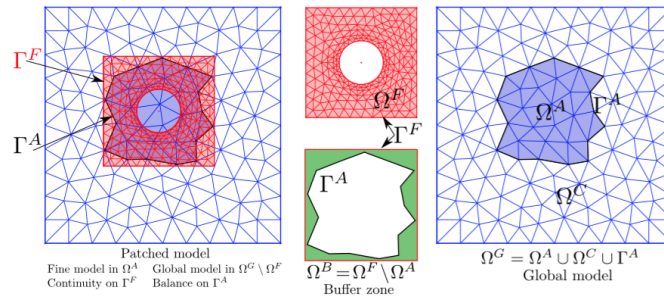 Γ^F
Γ^A
Patched model
Fine model in Ω^A Global model in Ω^G \ Ω^F
Continuity on Γ^F Balance on Γ^A
Ω^F
Γ^F
Γ^A
Ω^B = Ω^F \ Ω^A
Buffer zone
Ω^A
Γ^A
Ω^C
Ω^G = Ω^A ∪ Ω^C ∪ Γ^A
Global model